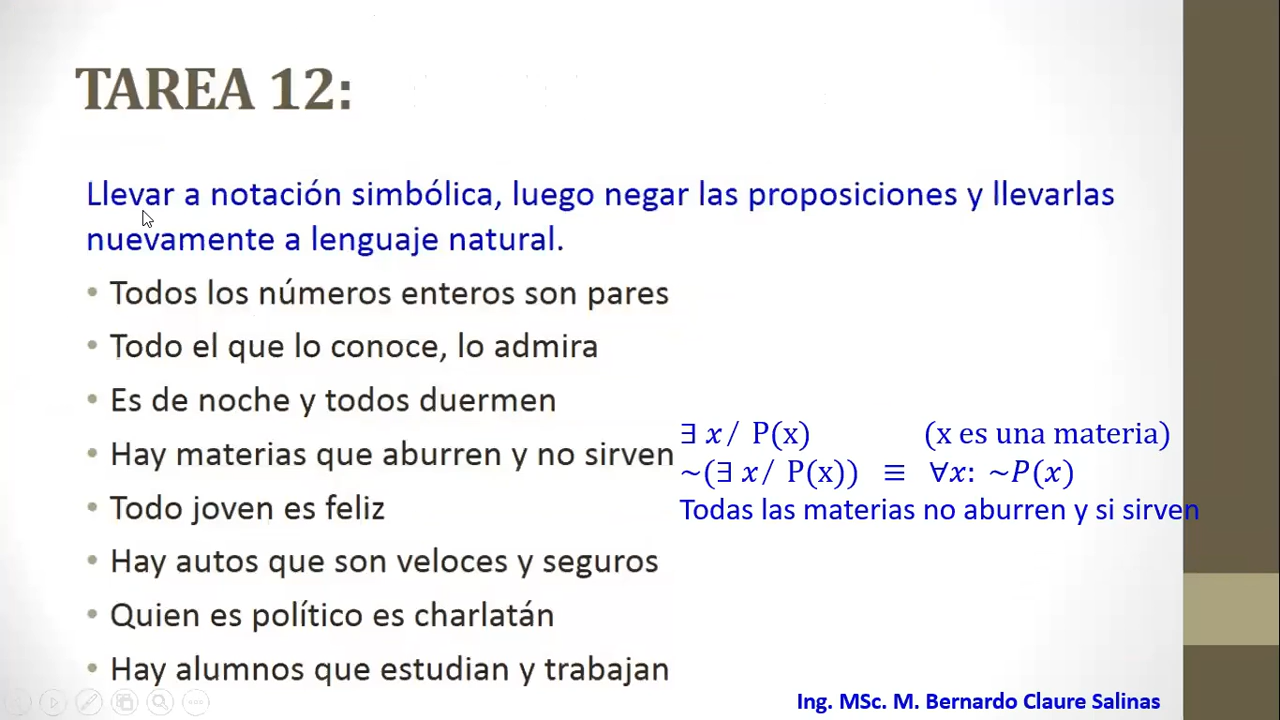 TAREA 12:
Llevar a notación simbólica, luego negar las proposiciones y llevarlas
nuevamente a lenguaje natural.
• Todos los números enteros son pares
• Todo el que lo conoce, lo admira
• Es de noche y todos duermen
• Hay materias que aburren y no sirven
• Todo joven es feliz
• Hay autos que son veloces y seguros
• Quien es político es charlatán
• Hay alumnos que estudian y trabajan
∃ x/ P(x) (x es una materia)
~(∃ x/ P(x)) ≡ ∀x: ~P(x)
Todas las materias no aburren y si sirven
Ing. MSc. M. Bernardo Claure Salinas